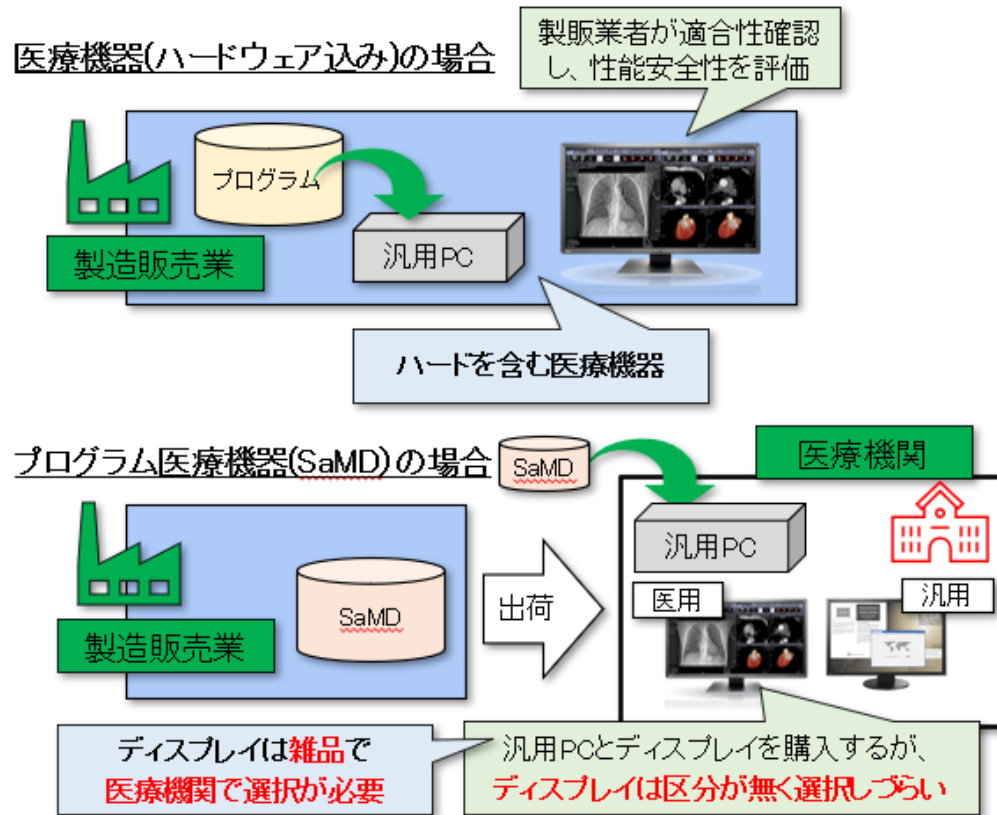 医療機器(ハードウェア込み)の場合
製販業者が適合性確認
し、性能安全性を評価
プログラム
汎用PC
製造販売業
ハードを含む医療機器
プログラム医療機器(SaMD)の場合
SaMD
医療機関
汎用PC
SaMD
出荷
医用
汎用
製造販売業
ディスプレイは雑品で
医療機関で選択が必要
汎用PCとディスプレイを購入するが、
ディスプレイは区分が無く選択しづらい